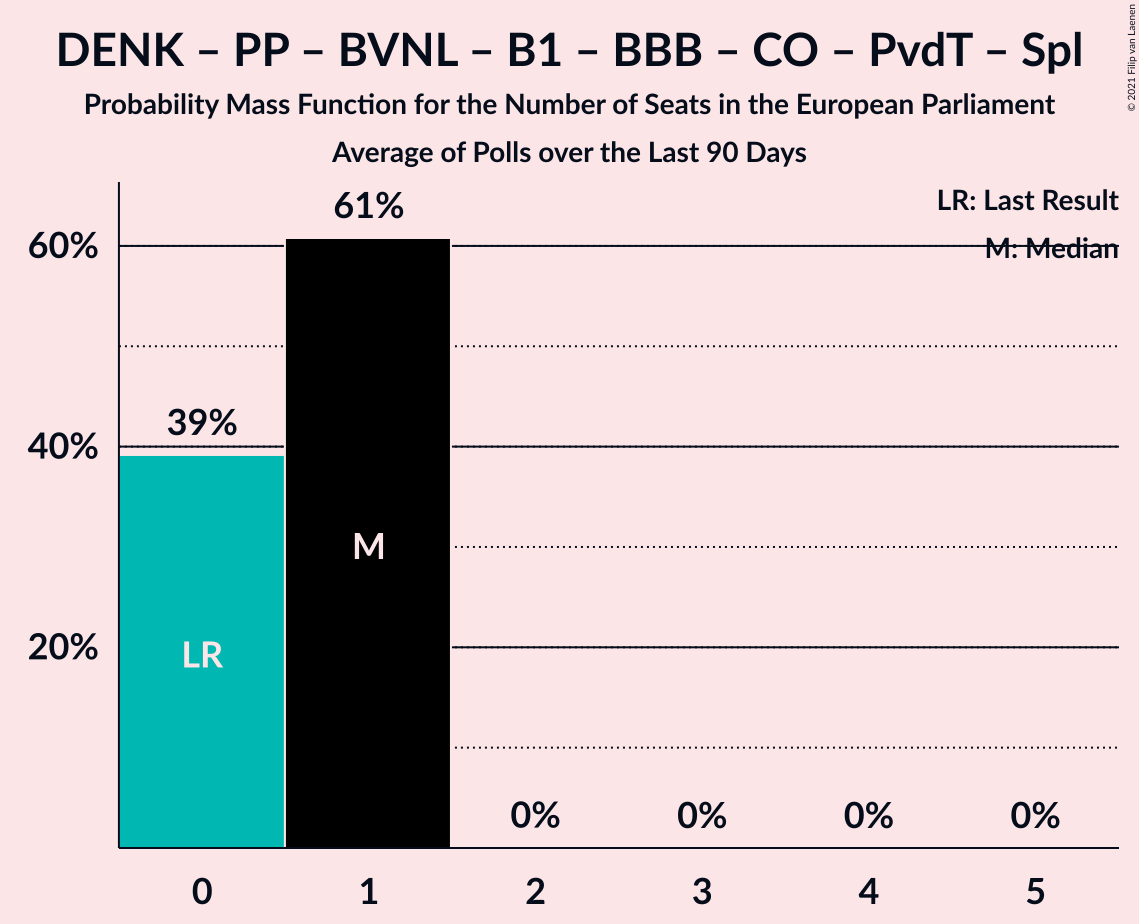 DENK – PP – BVNL – B1 – BBB – CO – PvdT – Spl
Probability Mass Function for the Number of Seats in the European Parliament
Average of Polls over the Last 90 Days
© 2021 Filip van Laenen
LR: Last Result
M: Median
61%
60%
39%
40%
M
LR
20%
0% 0% 0% 0%
0 1 2 3 4 5